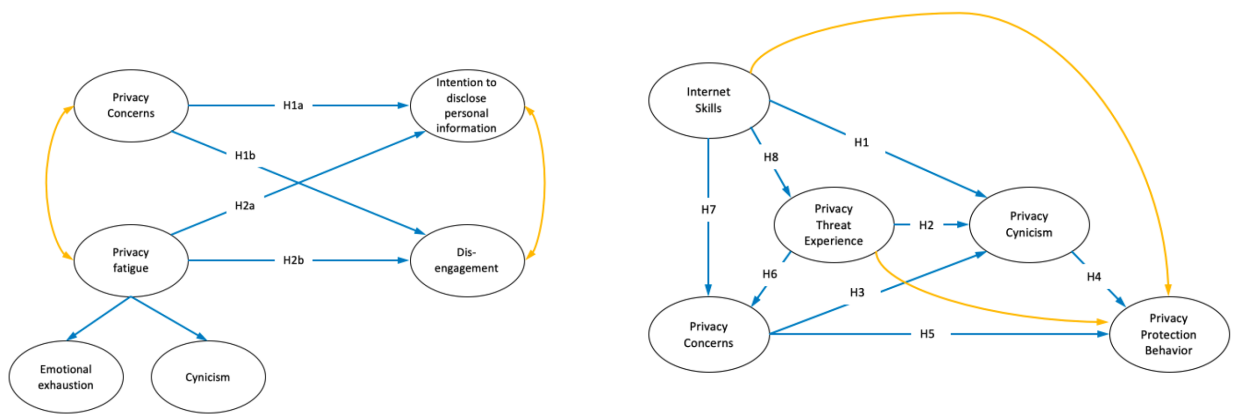 Privacy
Concerns
H1a
Intention to
disclose
personal
information
H1b
H2a
Privacy
fatigue
H2b
Dis-
engagement
Emotional
exhaustion
Cynicism
Internet
Skills
H1
H8
H7
Privacy
Threat
Experience
H2
Privacy
Cynicism
H6
H3
H4
Privacy
Concerns
H5
Privacy
Protection
Behavior